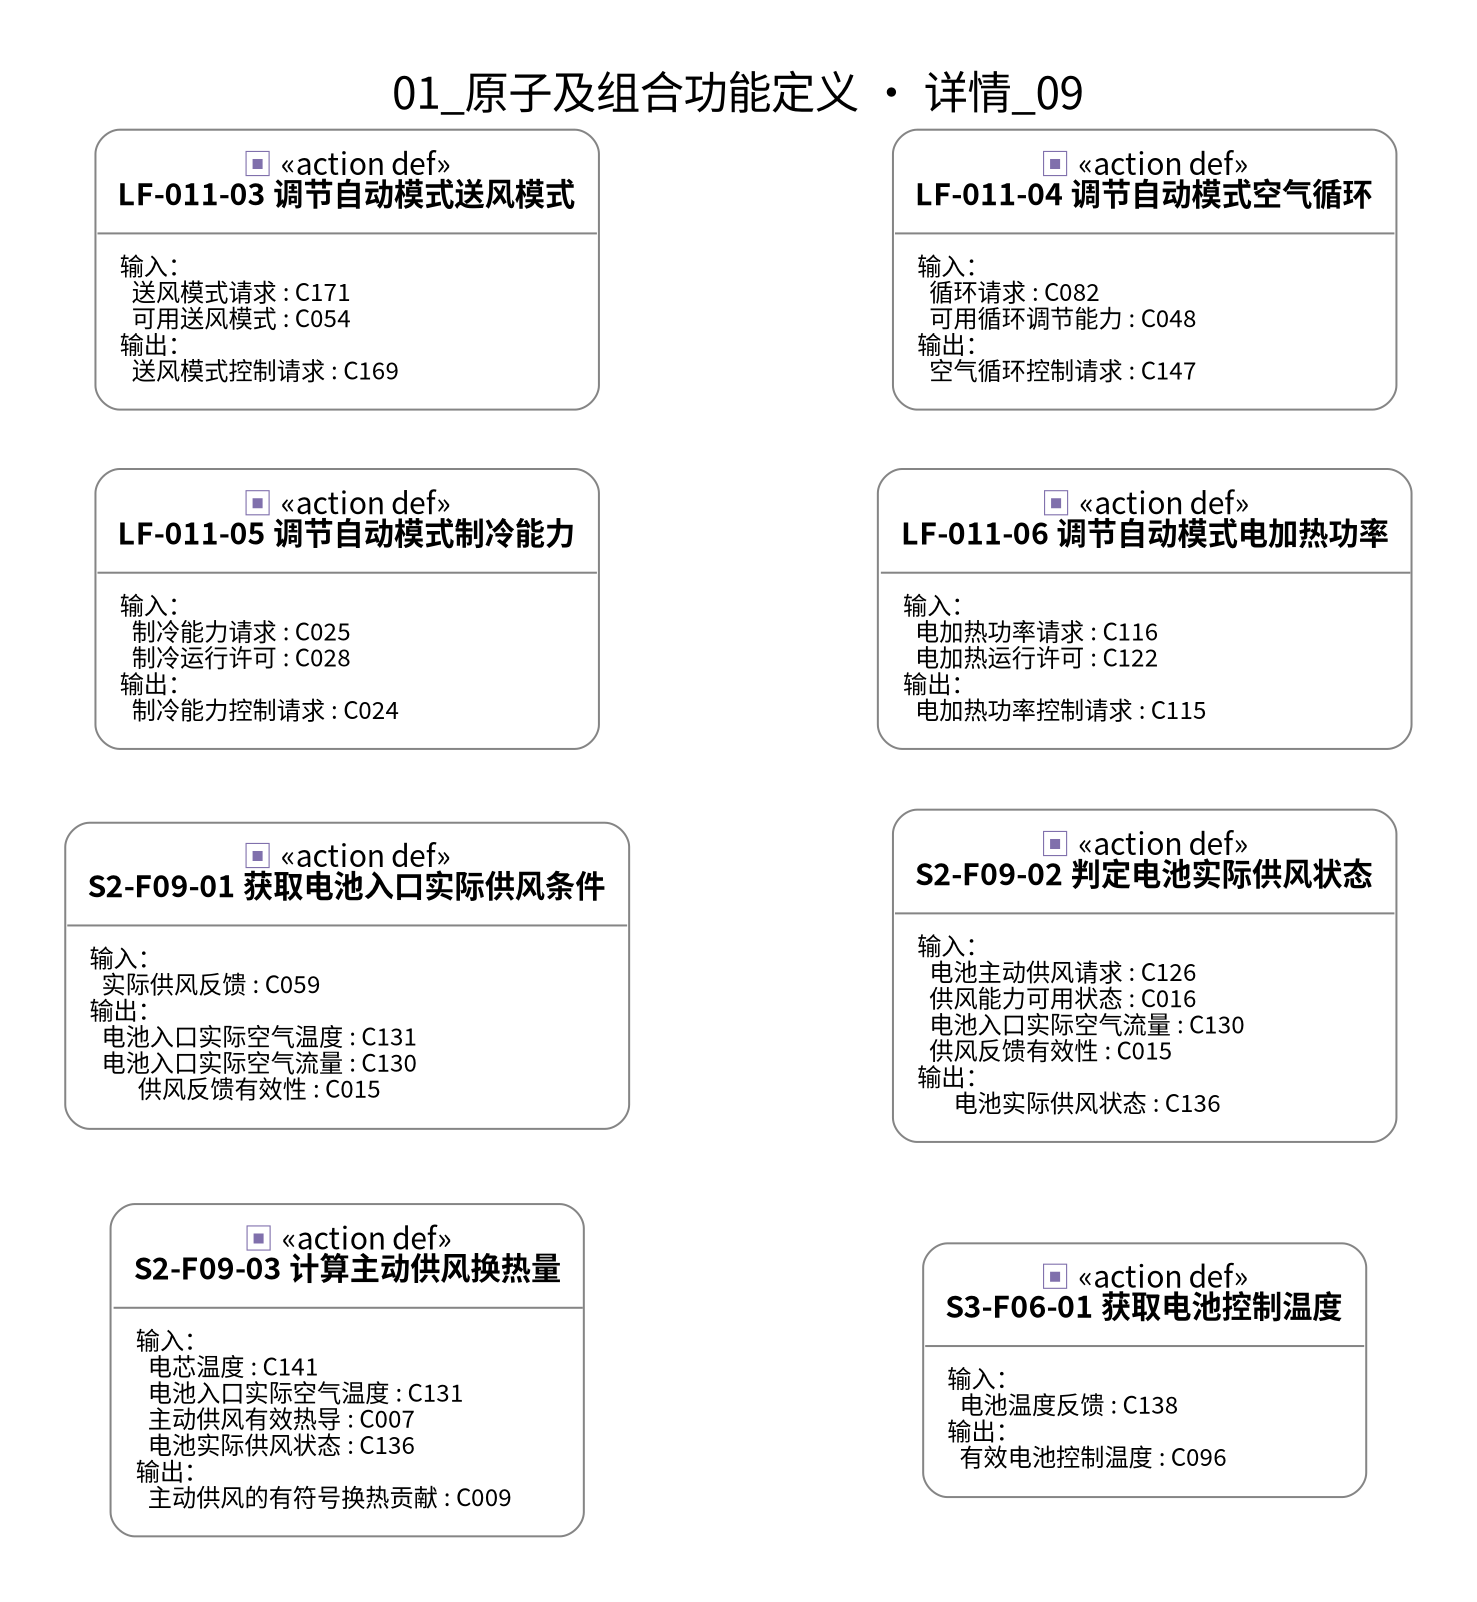 01_原子及组合功能定义 · 详情_09
«action def»
LF-011-03 调节自动模式送风模式
输入：
送风模式请求 : C171
可用送风模式 : C054
输出：
送风模式控制请求 : C169
«action def»
LF-011-04 调节自动模式空气循环
输入：
循环请求 : C082
可用循环调节能力 : C048
输出：
空气循环控制请求 : C147
«action def»
LF-011-05 调节自动模式制冷能力
输入：
制冷能力请求 : C025
制冷运行许可 : C028
输出：
制冷能力控制请求 : C024
«action def»
LF-011-06 调节自动模式电加热功率
输入：
电加热功率请求 : C116
电加热运行许可 : C122
输出：
电加热功率控制请求 : C115
«action def»
S2-F09-01 获取电池入口实际供风条件
输入：
实际供风反馈 : C059
输出：
电池入口实际空气温度 : C131
电池入口实际空气流量 : C130
供风反馈有效性 : C015
«action def»
S2-F09-02 判定电池实际供风状态
输入：
电池主动供风请求 : C126
供风能力可用状态 : C016
电池入口实际空气流量 : C130
供风反馈有效性 : C015
输出：
电池实际供风状态 : C136
«action def»
S2-F09-03 计算主动供风换热量
输入：
电芯温度 : C141
电池入口实际空气温度 : C131
主动供风有效热导 : C007
电池实际供风状态 : C136
输出：
主动供风的有符号换热贡献 : C009
«action def»
S3-F06-01 获取电池控制温度
输入：
电池温度反馈 : C138
输出：
有效电池控制温度 : C096